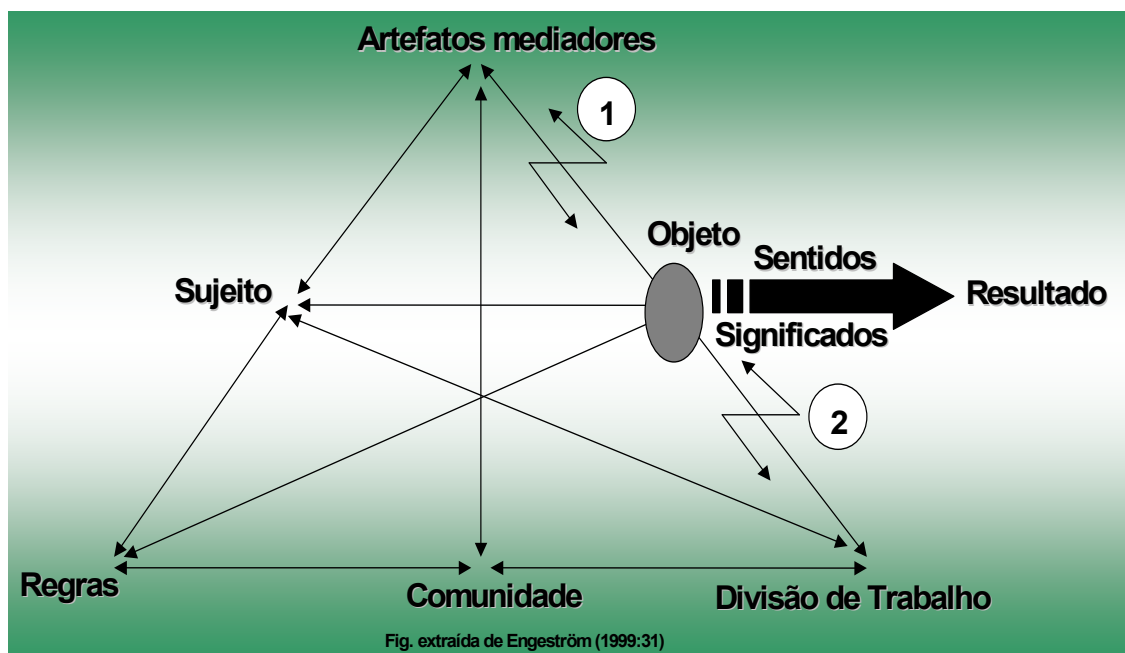 Artefatos mediadores
1
Objeto
Sentidos
Sujeito
Resultado
Significados
2
Regras
Comunidade
Divisão de Trabalho
Fig. extraída de Engeström (1999:31)